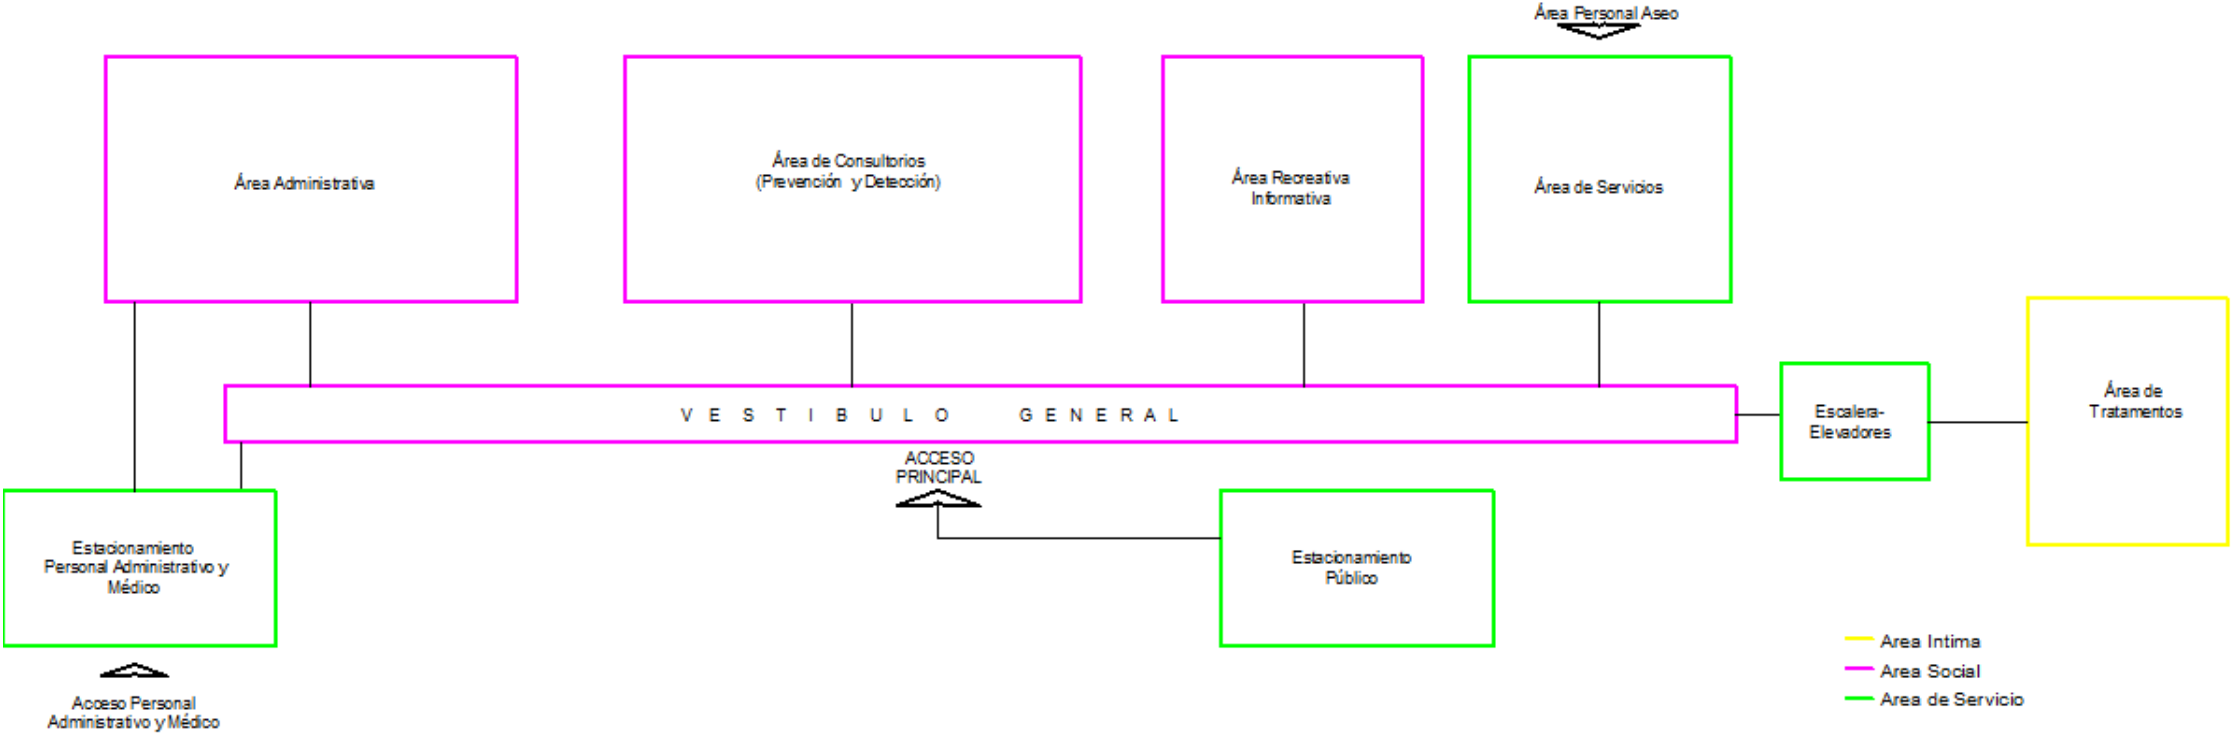 Área Personal Aseo
Área Administrativa
Área de Consultorios
(Prevención y Detección)
Área Recreativa
Informativa
Área de Servicios
VESTIBULO GENERAL
Escalera-
Elevadores
Área de
Tratamentos
ACCESO
PRINCIPAL
Estacionamiento
Personal Administrativo y
Médico
Estacionamiento
Público
Acceso Personal
Administrativo y Médico
Area Intima
Area Social
Area de Servicio